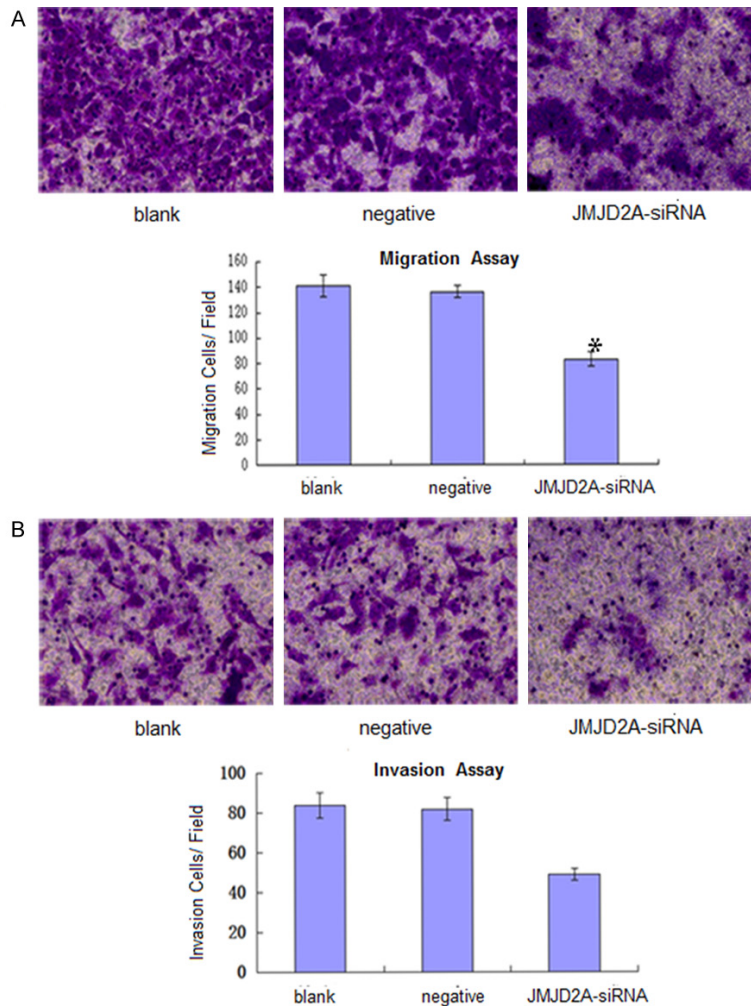 A
blank negative JMJD2A-siRNA
Migration Assay
Migration Cells/ Field
160
140
120
100
80
60
40
20
0
*
blank negative JMJD2A-siRNA
B
blank negative JMJD2A-siRNA
Invasion Assay
Invasion Cells/ Field
100
80
60
40
20
0
blank negative JMJD2A-siRNA